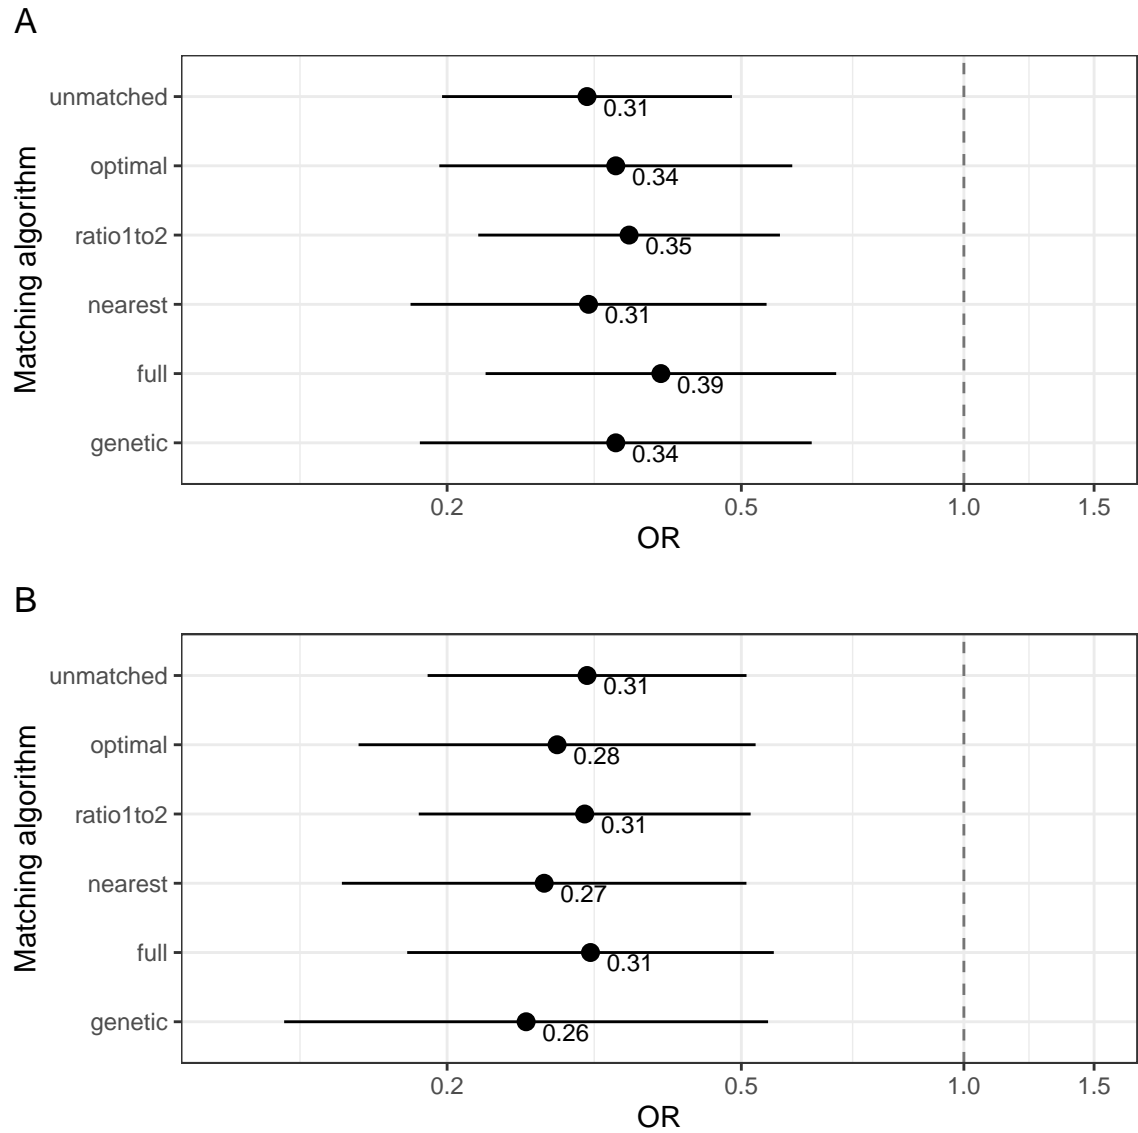 A
Matching algorithm
unmatched
0.31
optimal
0.34
ratio1to2
0.35
nearest
0.31
full
0.39
genetic
0.34
0.2 0.5 1.0 1.5
OR
B
Matching algorithm
unmatched
0.31
optimal
0.28
ratio1to2
0.31
nearest
0.27
full
0.31
genetic
0.26
0.2 0.5 1.0 1.5
OR